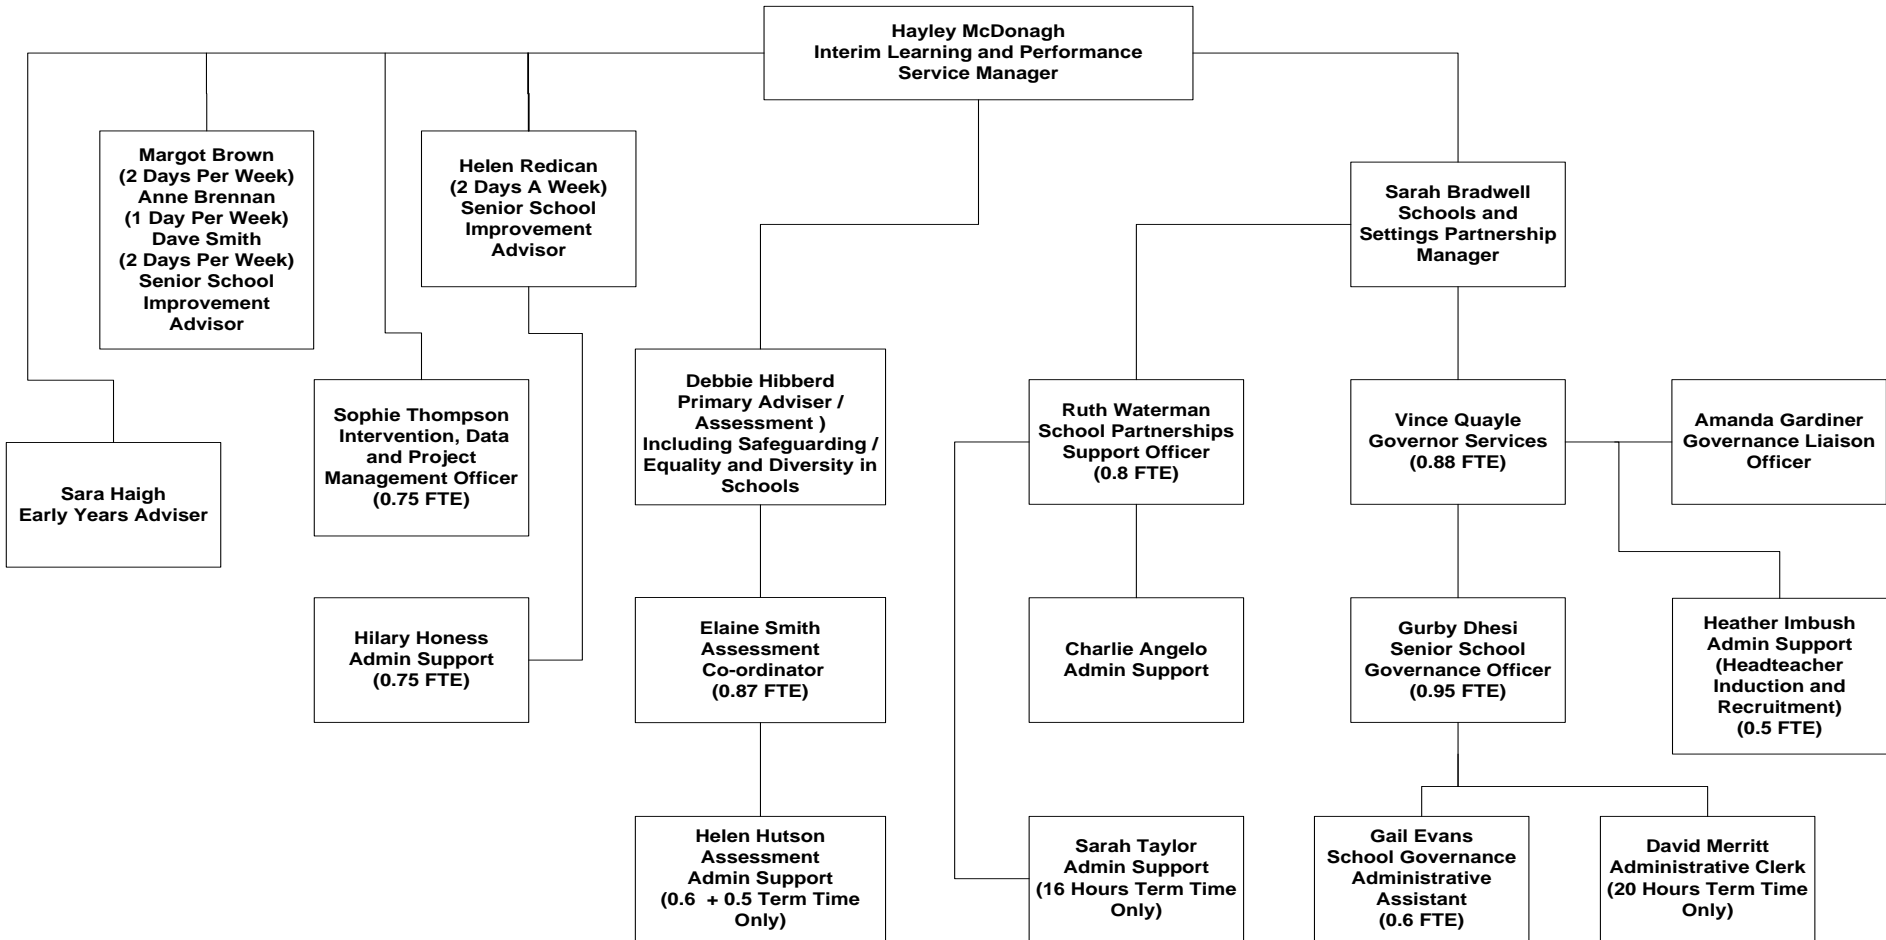 Hayley McDonagh
Interim Learning and Performance
Service Manager
Margot Brown
(2 Days Per Week)
Anne Brennan
(1 Day Per Week)
Dave Smith
(2 Days Per Week)
Senior School
Improvement
Advisor
Helen Redican
(2 Days A Week)
Senior School
Improvement
Advisor
Sarah Bradwell
Schools and
Settings Partnership
Manager
Sara Haigh
Early Years Adviser
Sophie Thompson
Intervention, Data
and Project
Management Officer
(0.75 FTE)
Debbie Hibberd
Primary Adviser /
Assessment )
Including Safeguarding /
Equality and Diversity in
Schools
Ruth Waterman
School Partnerships
Support Officer
(0.8 FTE)
Vince Quayle
Governor Services
(0.88 FTE)
Amanda Gardiner
Governance Liaison
Officer
Hilary Honess
Admin Support
(0.75 FTE)
Elaine Smith
Assessment
Co-ordinator
(0.87 FTE)
Charlie Angelo
Admin Support
Gurby Dhesi
Senior School
Governance Officer
(0.95 FTE)
Heather Imbush
Admin Support
(Headteacher
Induction and
Recruitment)
(0.5 FTE)
Helen Hutson
Assessment
Admin Support
(0.6 + 0.5 Term Time
Only)
Sarah Taylor
Admin Support
(16 Hours Term Time
Only)
Gail Evans
School Governance
Administrative
Assistant
(0.6 FTE)
David Merritt
Administrative Clerk
(20 Hours Term Time
Only)